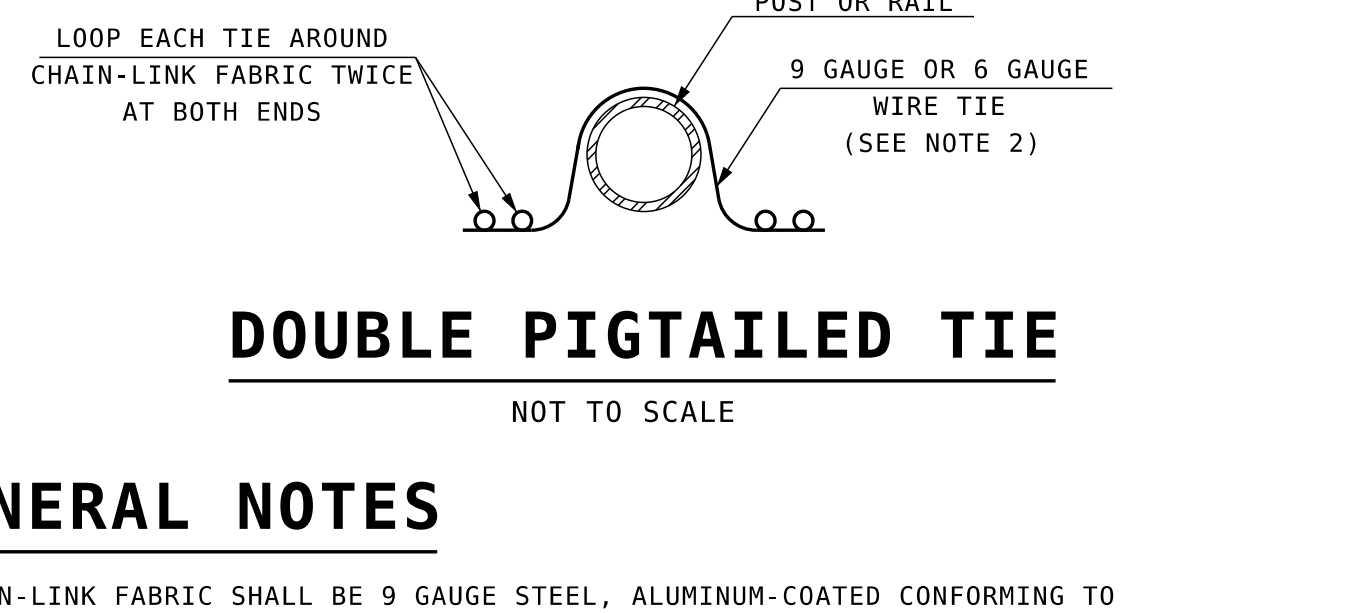 POST OR RAIL
LOOP EACH TIE AROUND
CHAIN-LINK FABRIC TWICE
AT BOTH ENDS
9 GAUGE OR 6 GAUGE
WIRE TIE
(SEE NOTE 2)
DOUBLE PIGTAILED TIE
NOT TO SCALE
NERAL NOTES
N-LINK FABRIC SHALL BE 9 GAUGE STEEL, ALUMINUM-COATED CONFORMING TO